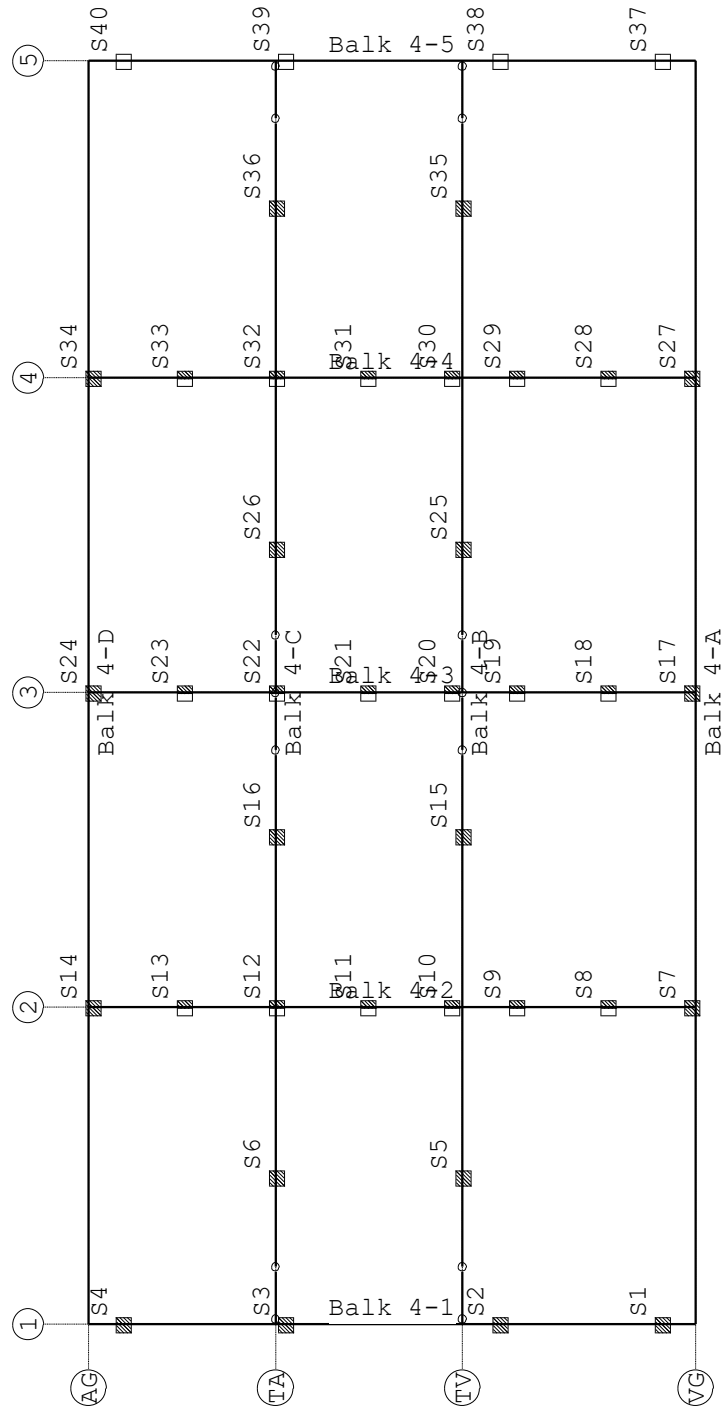 S40
S39
Balk 4-5
S38
S37
5
S36
S35
S34
S33
S32
S31
Balk 4-4
S30
S29
S28
S27
4
S26
S25
S24
Balk 4-D
S23
S22
Balk 4-C
S21
Balk 4-3
S20
Balk 4-B
S19
S18
S17
Balk 4-A
3
S16
S15
S14
S13
S12
S11
Balk 4-2
S10
S9
S8
S7
2
S6
S5
S4
S3
Balk 4-1
S2
S1
1
AG
TA
TV
VG